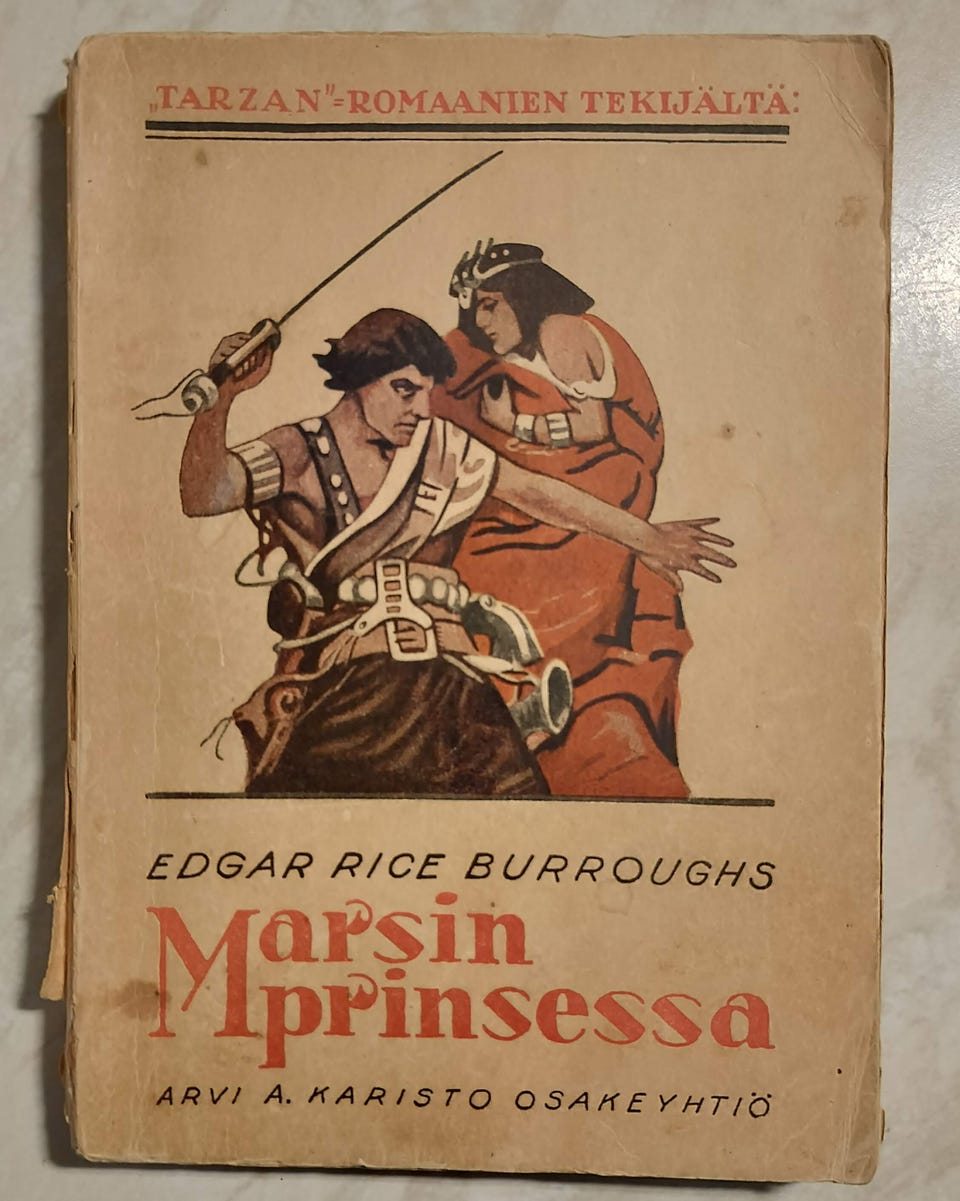 „TARZAN”=ROMAANIEN TEKIJÄLTÄ:
EDGAR RICE BURROUGHS
Marsin
prinsessa
ARVI A. KARISTO OSAKEYHTIÖ